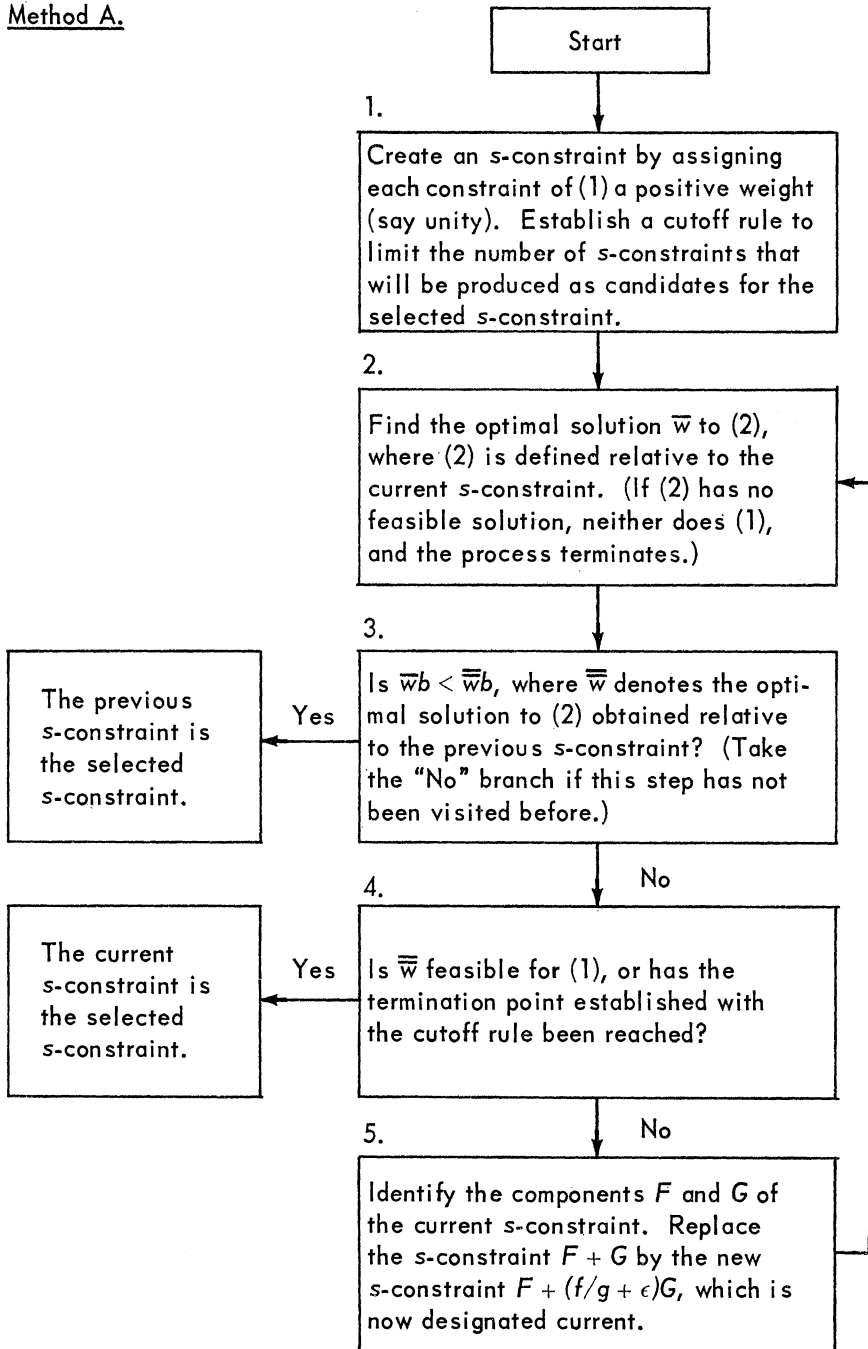 Method A.
Start
1.
Create an s-constraint by assigning
each constraint of (1) a positive weight
(say unity). Establish a cutoff rule to
limit the number of s-constraints that
will be produced as candidates for the
selected s-constraint.
2.
Find the optimal solution w̅ to (2),
where (2) is defined relative to the
current s-constraint. (If (2) has no
feasible solution, neither does (1),
and the process terminates.)
3.
The previous
s-constraint is
the selected
s-constraint.
Yes
Is w̅b < w̿b, where w̿ denotes the opti-
mal solution to (2) obtained relative
to the previous s-constraint? (Take
the “No” branch if this step has not
been visited before.)
No
4.
The current
s-constraint is
the selected
s-constraint.
Yes
Is w̿ feasible for (1), or has the
termination point established with
the cutoff rule been reached?
No
5.
Identify the components F and G of
the current s-constraint. Replace
the s-constraint F + G by the new
s-constraint F + (f/g + ϵ)G, which is
now designated current.